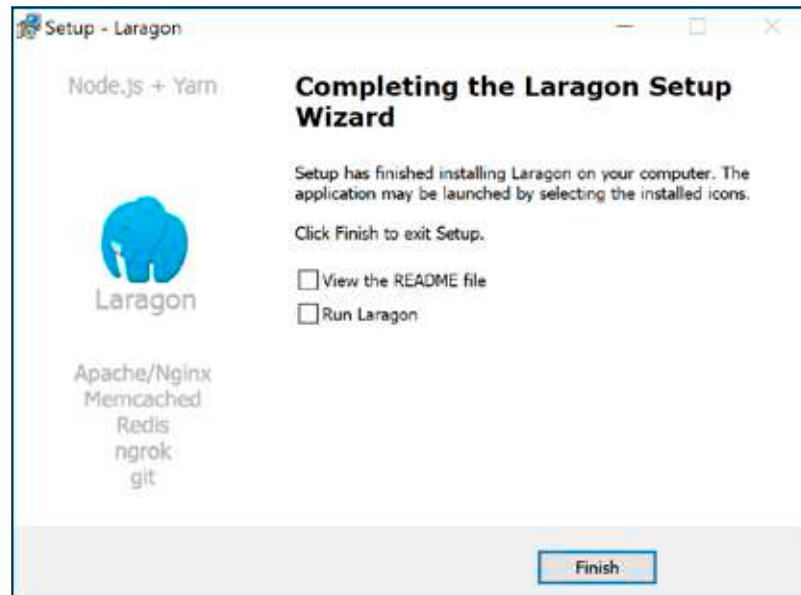 Setup - Laragon
Node.js + Yarn
Laragon
Apache/Nginx
Memcached
Redis
ngrok
git
Completing the Laragon Setup
Wizard
Setup has finished installing Laragon on your computer. The
application may be launched by selecting the installed icons.
Click Finish to exit Setup.
View the README file
Run Laragon
Finish